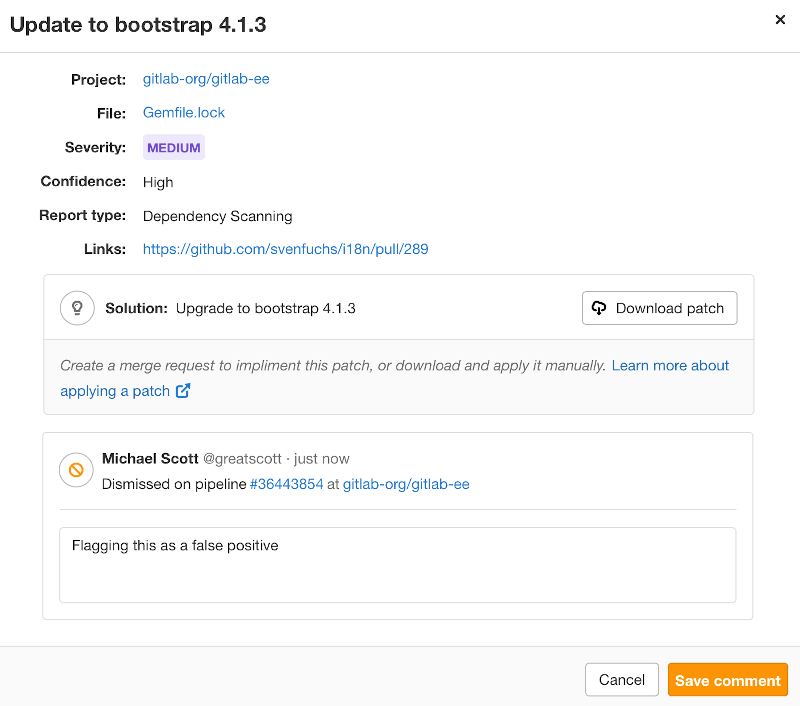 Update to bootstrap 4.1.3
Project: gitlab-org/gitlab-ee
File: Gemfile.lock
Severity: MEDIUM
Confidence: High
Report type: Dependency Scanning
Links: https://github.com/svenfuchs/i18n/pull/289
Solution: Upgrade to bootstrap 4.1.3
Download patch
Create a merge request to impliment this patch, or download and apply it manually. Learn more about
applying a patch
Michael Scott @greatscott · just now
Dismissed on pipeline #36443854 at gitlab-org/gitlab-ee
Flagging this as a false positive
Cancel
Save comment